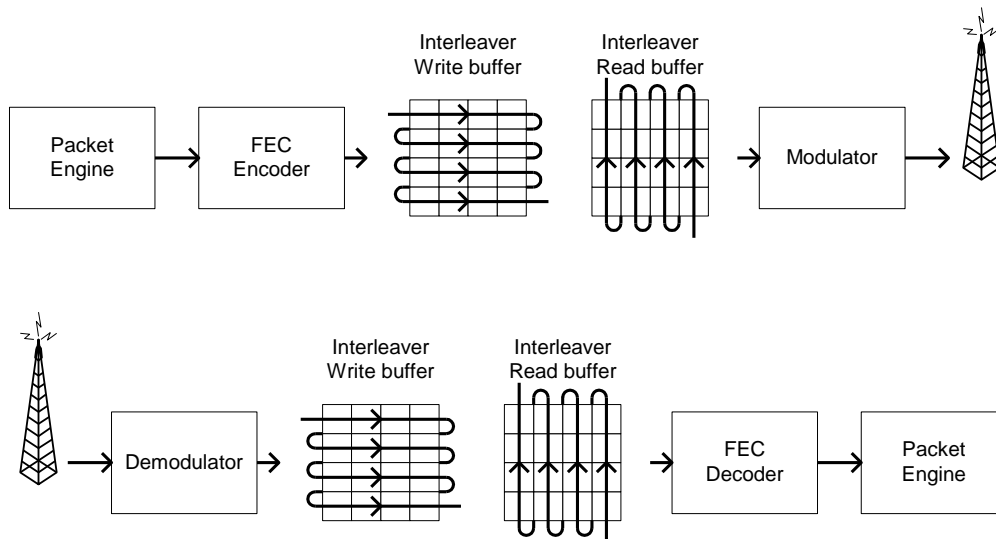 Interleaver
Write buffer
Interleaver
Read buffer
Packet
Engine
FEC
Encoder
Modulator
Interleaver
Write buffer
Interleaver
Read buffer
Demodulator
FEC
Decoder
Packet
Engine